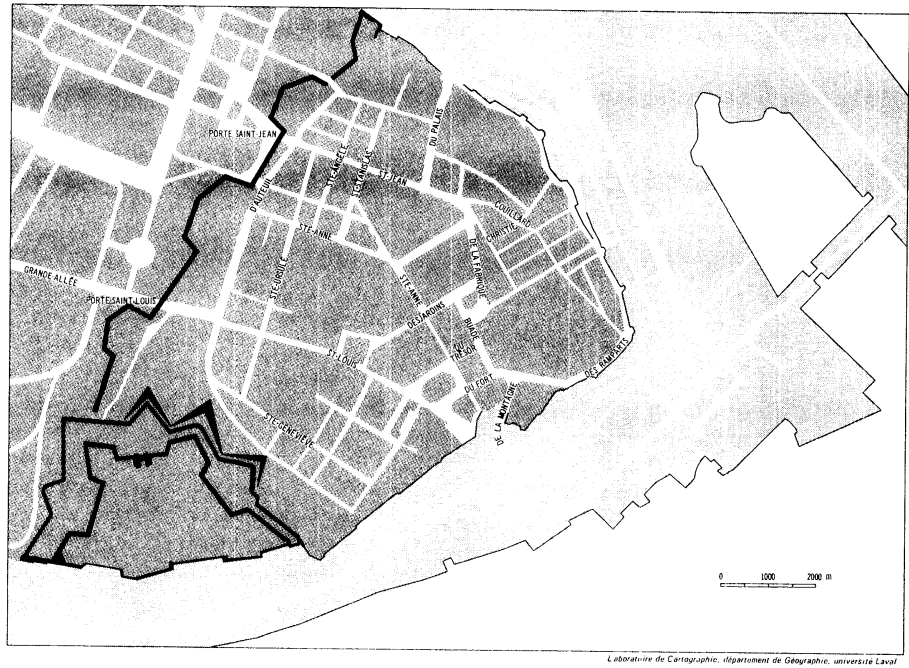 PORTE SAINT-JEAN
DU PALAIS
STE-ANGÈLE
ST-STANISLAS
ST-JEAN
D'AUTEUIL
COUILLARD
CHRISTIE
STE-ANNE
DE LA FABRIQUE
GRANDE ALLÉE
STE-URSULE
STE-ANNE
PORTE SAINT-LOUIS
DESJARDINS
BUADE
ST-LOUIS
DU
TRÉSOR
DES RAMPARTS
DU FORT
DE LA MONTAGNE
STE-GENEVIÈVE
0 1000 2000 m
Laboratoire de Cartographie, département de Géographie, université Laval